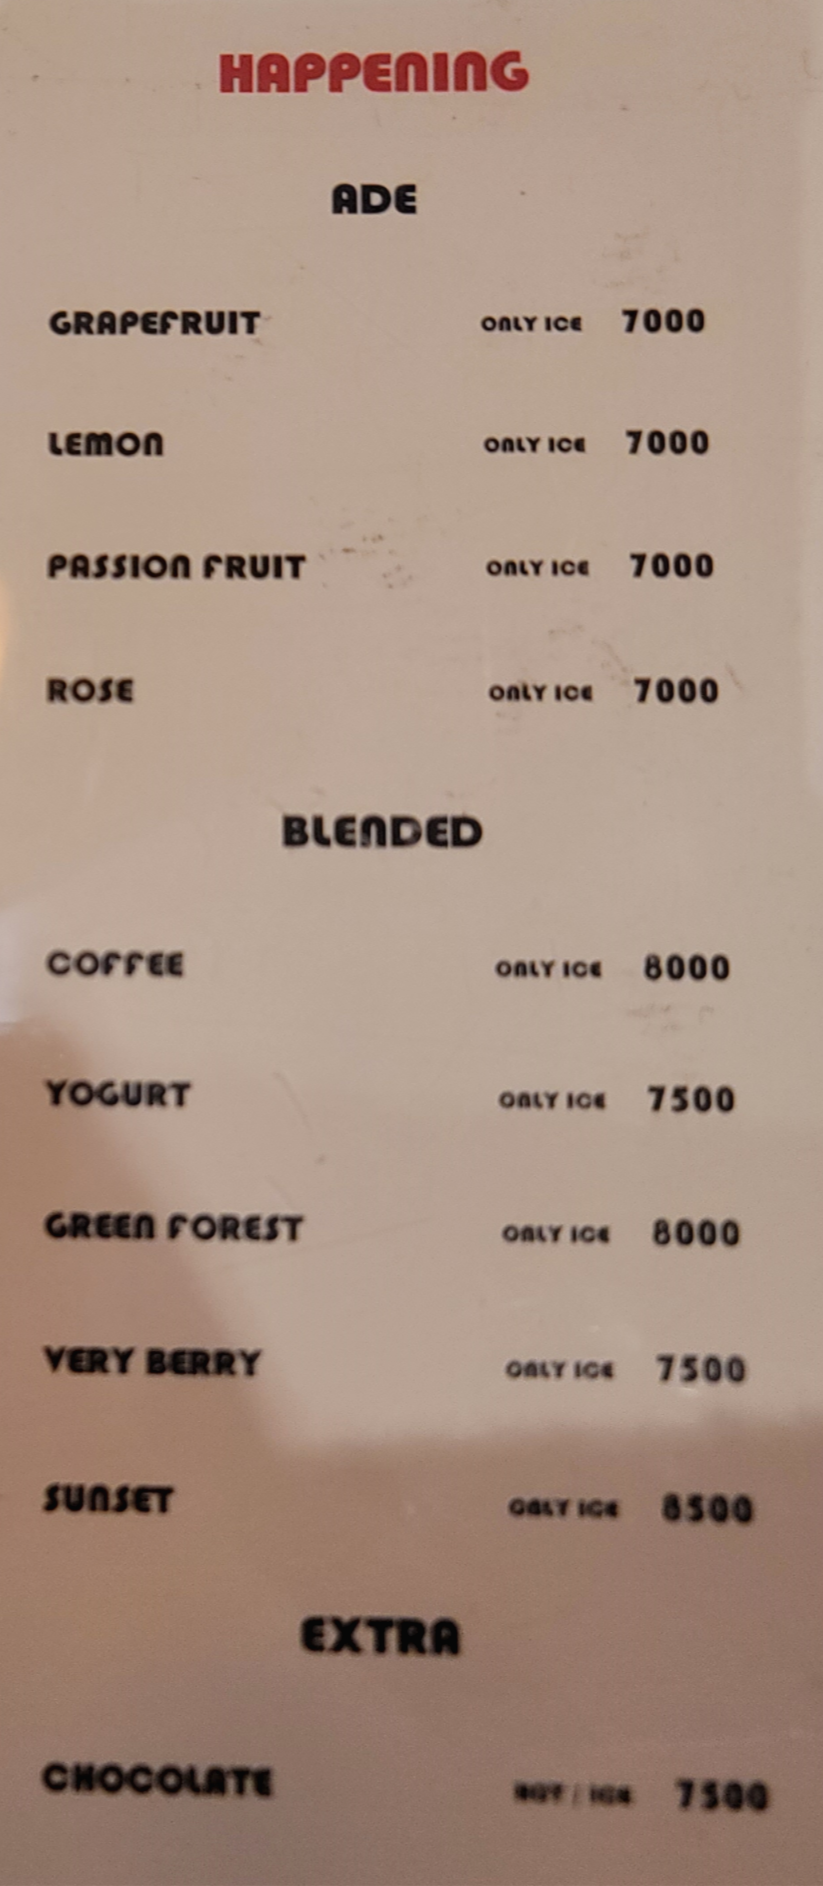 HAPPENING
ADE
GRAPEFRUIT ONLY ICE 7000
LEMON ONLY ICE 7000
PASSION FRUIT ONLY ICE 7000
ROSE ONLY ICE 7000
BLENDED
COFFEE ONLY ICE 8000
YOGURT ONLY ICE 7500
GREEN FOREST ONLY ICE 8000
VERY BERRY ONLY ICE 7500
SUNSET ONLY ICE 8500
EXTRA
CHOCOLATE HOT / ICE 7500